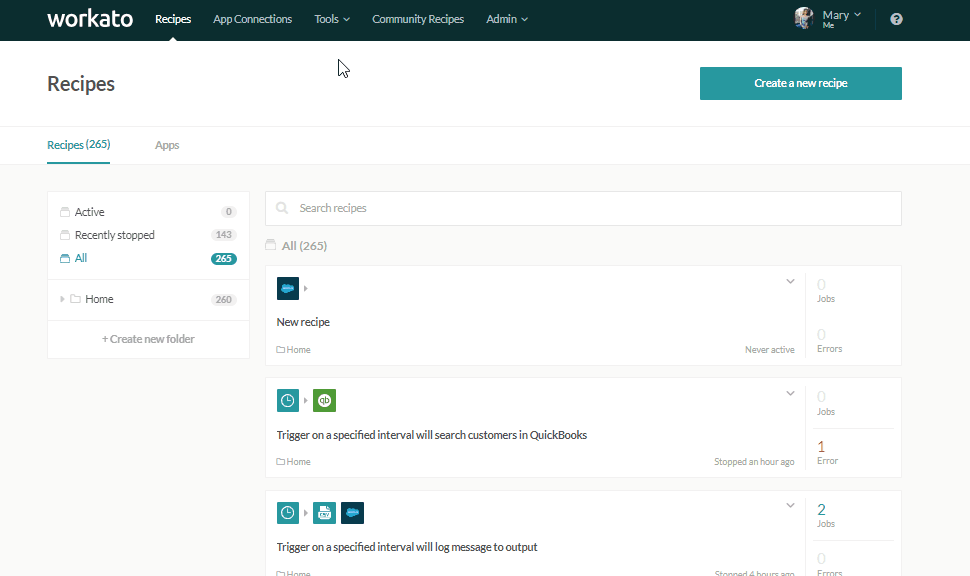 workato Recipes App Connections Tools Community Recipes Admin Mary
Me
?
Recipes
Create a new recipe
Recipes (265) Apps
Active 0
Recently stopped 143
All 265
Home 260
+ Create new folder
Search recipes
All (265)
New recipe
Home
Never active
0
Jobs
0
Errors
qb
Trigger on a specified interval will search customers in QuickBooks
Home
Stopped an hour ago
0
Jobs
1
Error
CSV
Trigger on a specified interval will log message to output
Home
Stopped 4 hours ago
2
Jobs
0
Errors